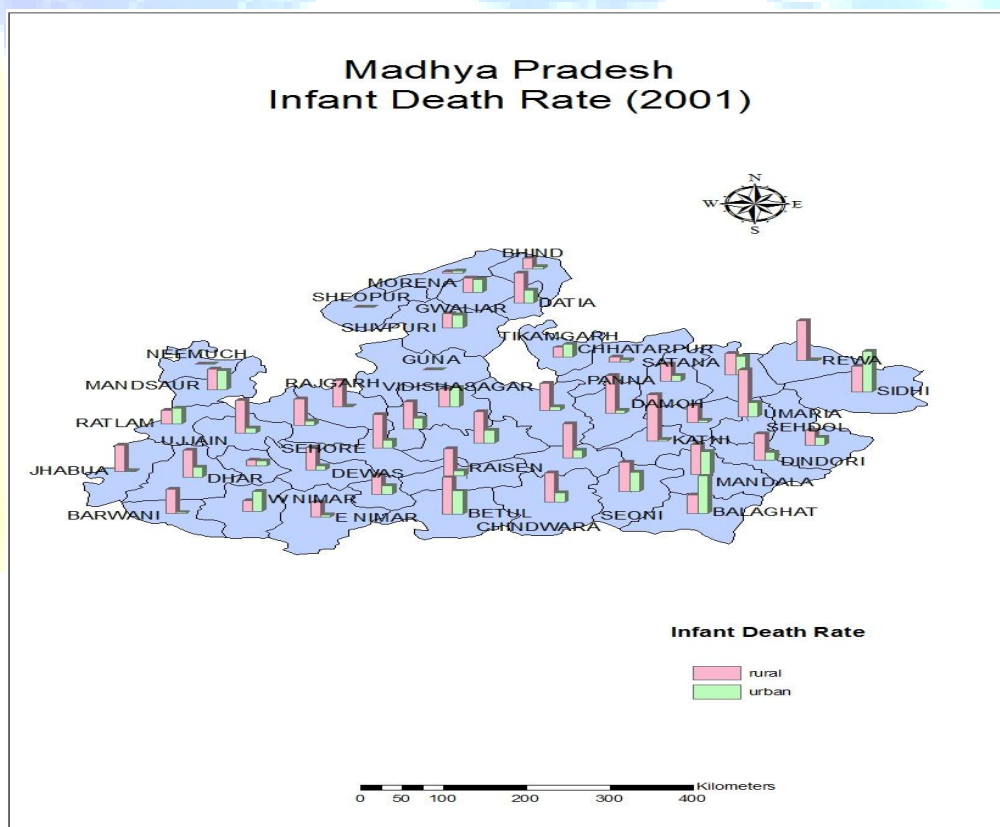 Madhya Pradesh
Infant Death Rate (2001)
N
W E
S
BHIND
MORENA
SHEOPUR
DATIA
GWALIAR
SHIVPURI
TIKAMGARH
CHHATARPUR
NEEMUCH
GUNA
SATANA
REWA
MANDSAUR
RAJGARH
VIDISHA
SAGAR
PANNA
SIDHI
DAMOH
UMARIA
RATLAM
SEHDOL
UJJAIN
SEHORE
KATNI
DINDORI
JHABUA
DHAR
DEWAS
RAISEN
MANDALA
W NIMAR
BARWANI
E NIMAR
BETUL
CHINDWARA
SEONI
BALAGHAT
Infant Death Rate
rural
urban
Kilometers
0 50 100 200 300 400